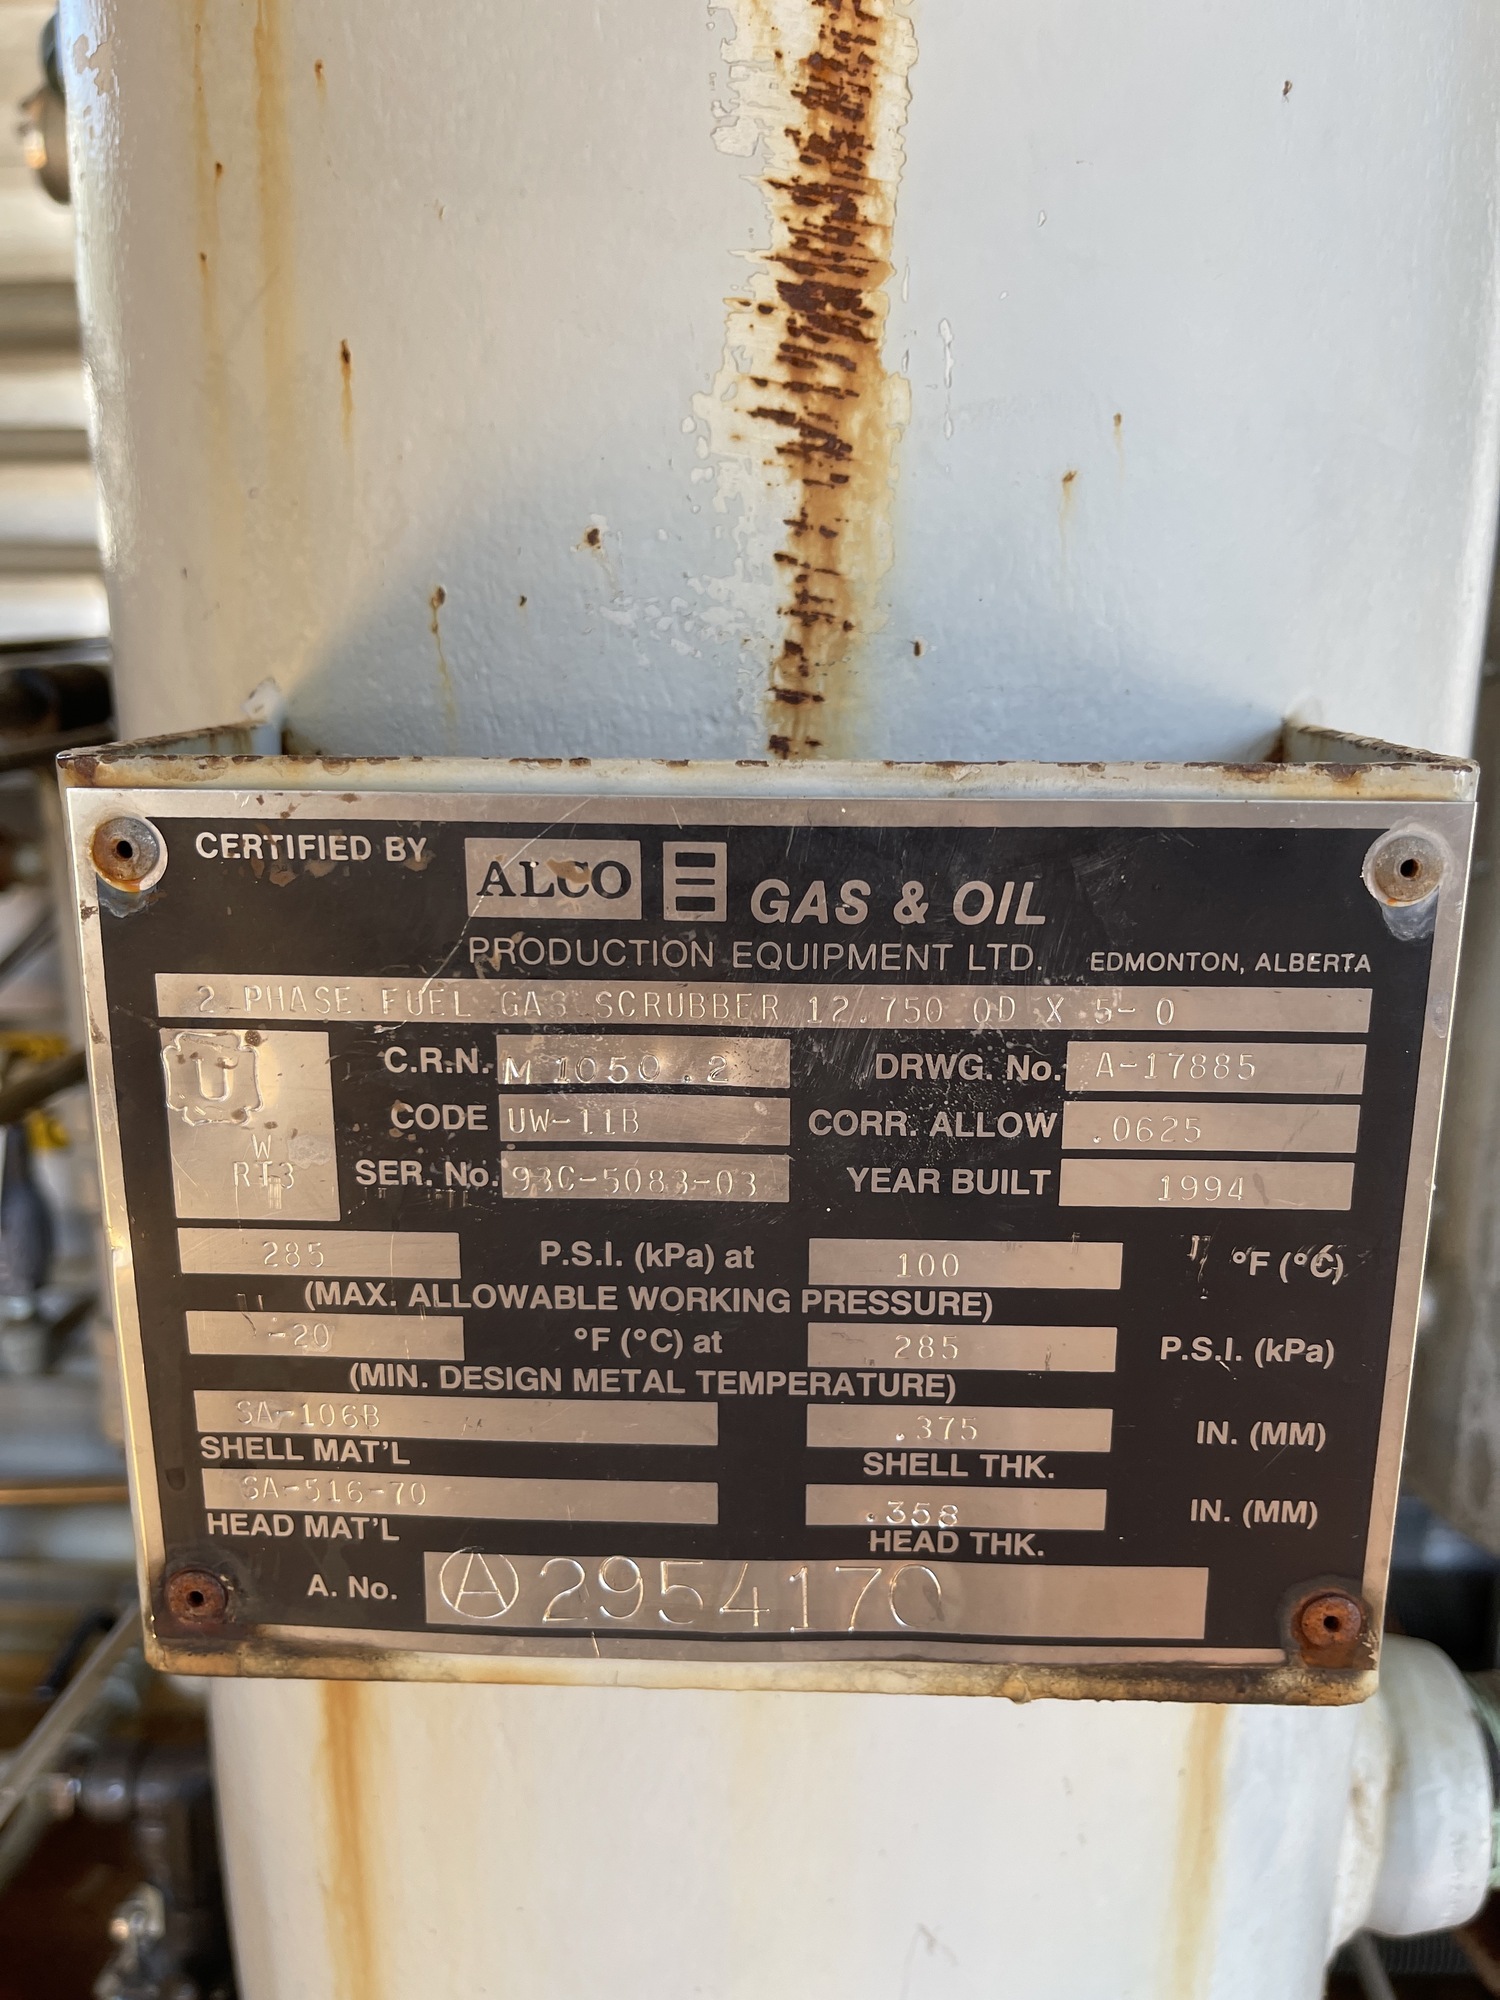 CERTIFIED BY ALCO GAS & OIL
PRODUCTION EQUIPMENT LTD. EDMONTON, ALBERTA
2 PHASE FUEL GAS SCRUBBER 12.750 OD X 5-0
U
W
RT3
C.R.N. M1050.2 DRWG. No. A-17885
CODE UW-11B CORR. ALLOW .0625
SER. No. 93C-5083-03 YEAR BUILT 1994
285 P.S.I. (kPa) at 100 °F (°C)
(MAX. ALLOWABLE WORKING PRESSURE)
-20 °F (°C) at 285 P.S.I. (kPa)
(MIN. DESIGN METAL TEMPERATURE)
SA-106B .375 IN. (MM)
SHELL MAT'L SHELL THK.
SA-516-70 .358 IN. (MM)
HEAD MAT'L HEAD THK.
A. No. A 2954170